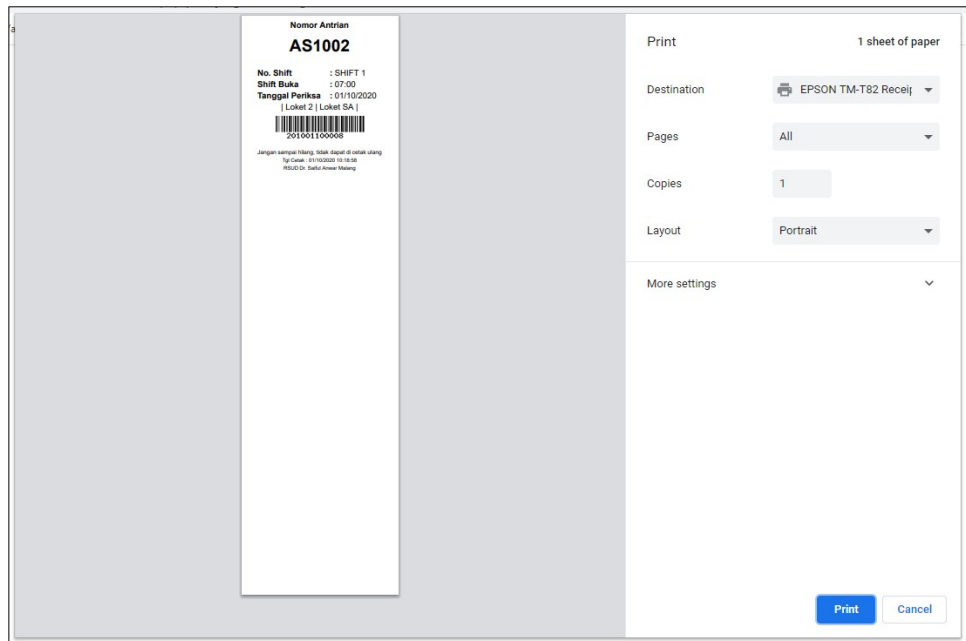 Nomor Antrian
AS1002
No. Shift : SHIFT 1
Shift Buka : 07:00
Tanggal Periksa : 01/10/2020
| Loket 2 | Loket SA |
201001100008
Jangan sampai hilang, tidak dapat di cetak ulang
Tgl Cetak : 01/10/2020 10:18:58
RSUD Dr. Saiful Anwar Malang
Print 1 sheet of paper
Destination EPSON TM-T82 Receip
Pages All
Copies 1
Layout Portrait
More settings
Print Cancel